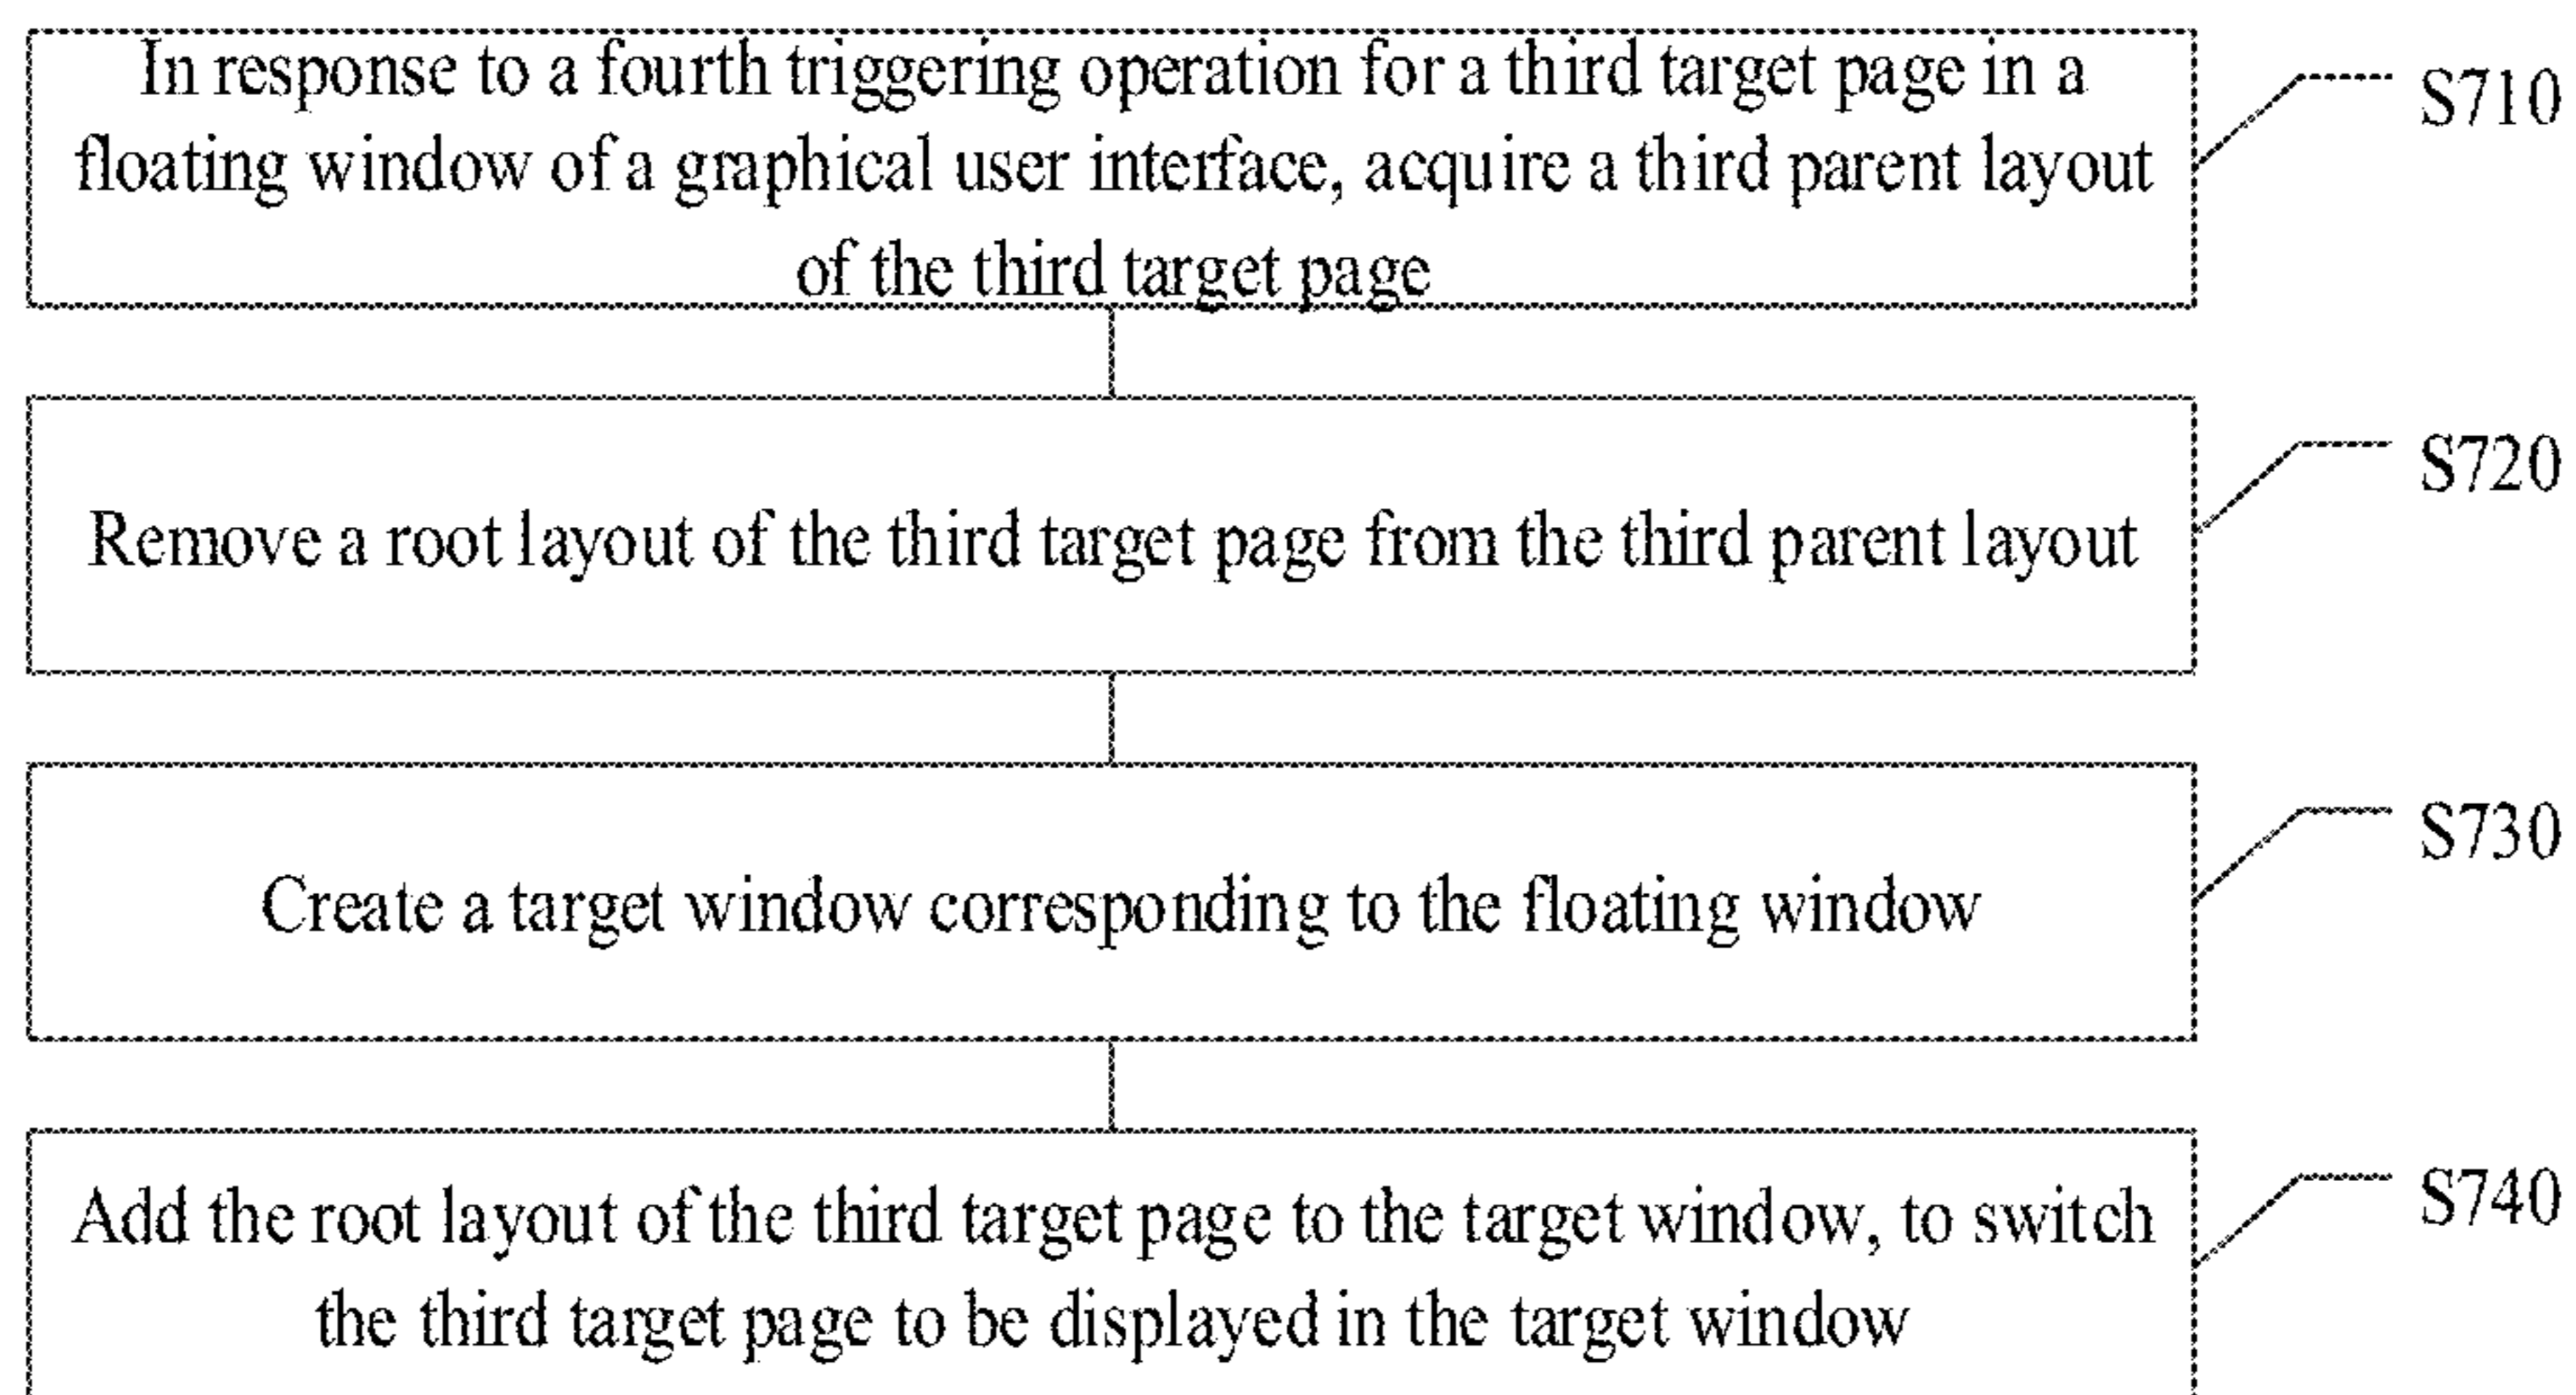 In response to a fourth triggering operation for a third target page in a
floating window of a graphical user interface, acquire a third parent layout
of the third target page
S710
Remove a root layout of the third target page from the third parent layout
S720
Create a target window corresponding to the floating window
S730
Add the root layout of the third target page to the target window, to switch
the third target page to be displayed in the target window
S740